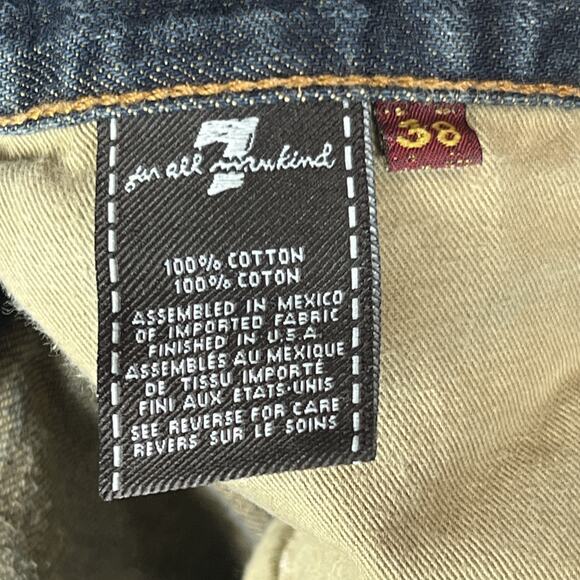 7
for all mankind
38
100% COTTON
100% COTON
ASSEMBLED IN MEXICO
OF IMPORTED FABRIC
FINISHED IN U.S.A
ASSEMBLÉS AU MEXIQUE
DE TISSU IMPORTÉ
FINI AUX ÉTATS-UNIS
SEE REVERSE FOR CARE
REVERS SUR LE SOINS